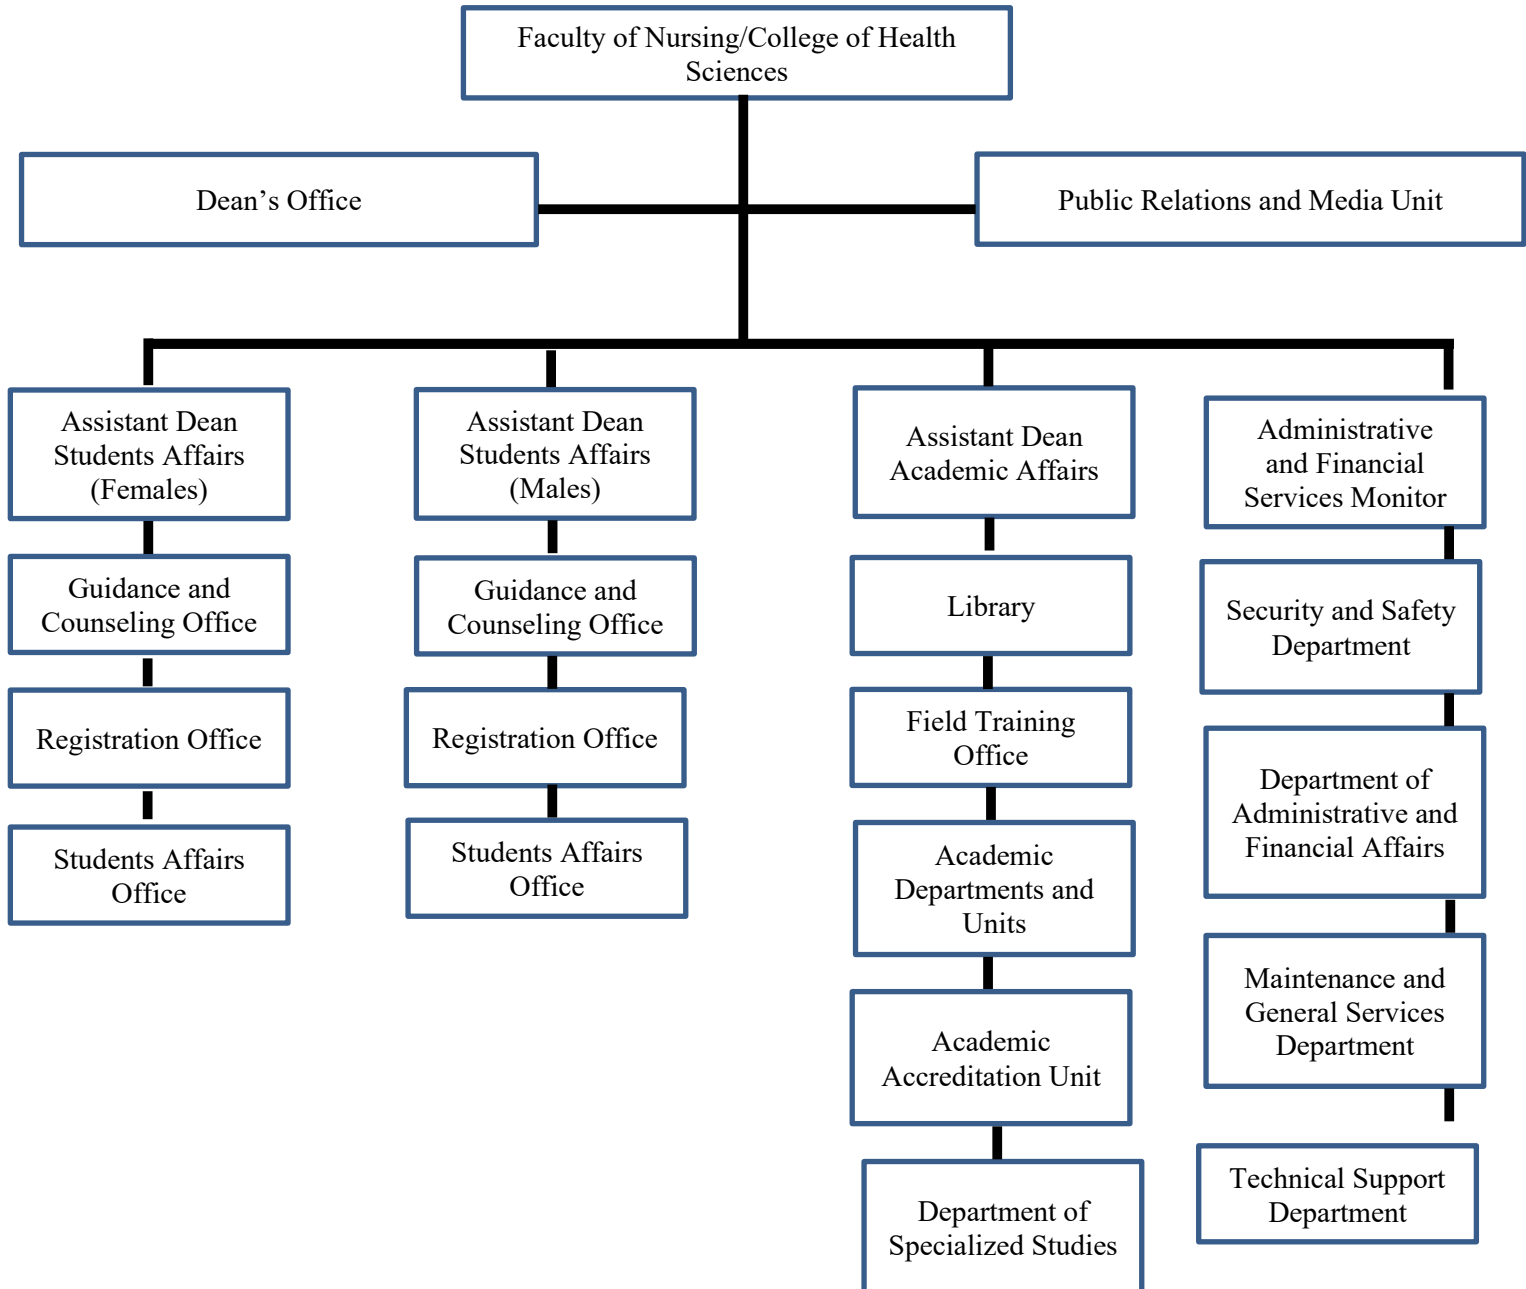 Faculty of Nursing/College of Health
Sciences
Dean’s Office
Public Relations and Media Unit
Assistant Dean
Students Affairs
(Females)
Guidance and
Counseling Office
Registration Office
Students Affairs
Office
Assistant Dean
Students Affairs
(Males)
Guidance and
Counseling Office
Registration Office
Students Affairs
Office
Assistant Dean
Academic Affairs
Library
Field Training
Office
Academic
Departments and
Units
Academic
Accreditation Unit
Department of
Specialized Studies
Administrative
and Financial
Services Monitor
Security and Safety
Department
Department of
Administrative and
Financial Affairs
Maintenance and
General Services
Department
Technical Support
Department